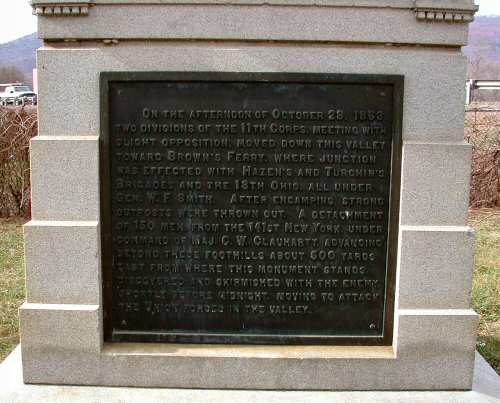 On the afternoon of October 28, 1863
two divisions of the 11th Corps, meeting with
slight opposition, moved down this valley
toward Brown's Ferry, where junction
was effected with Hazen's and Turchin's
Brigades and the 18th Ohio, all under
Gen. W. F. Smith. After encamping, strong
outposts were thrown out. A detachment
of 150 men from the 141st New York, under
command of Maj. C. W. Clauharty, advancing
beyond these foothills about 500 yards
east from where this monument stands,
discovered and skirmished with the enemy,
shortly before midnight, moving to attack
the Union forces in the valley.